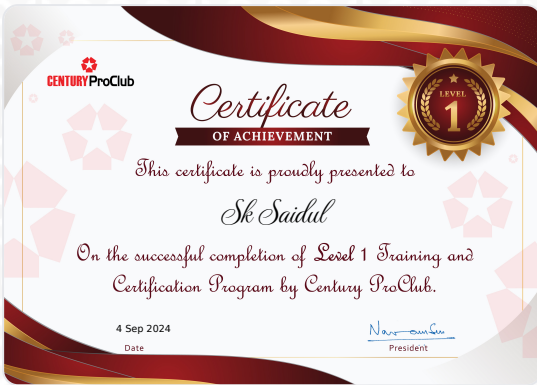 CENTURY ProClub
Certificate
OF ACHIEVEMENT
LEVEL
1
This certificate is proudly presented to
Sk Saidul
On the successful completion of Level 1 Training and
Certification Program by Century ProClub.
4 Sep 2024
Date
President